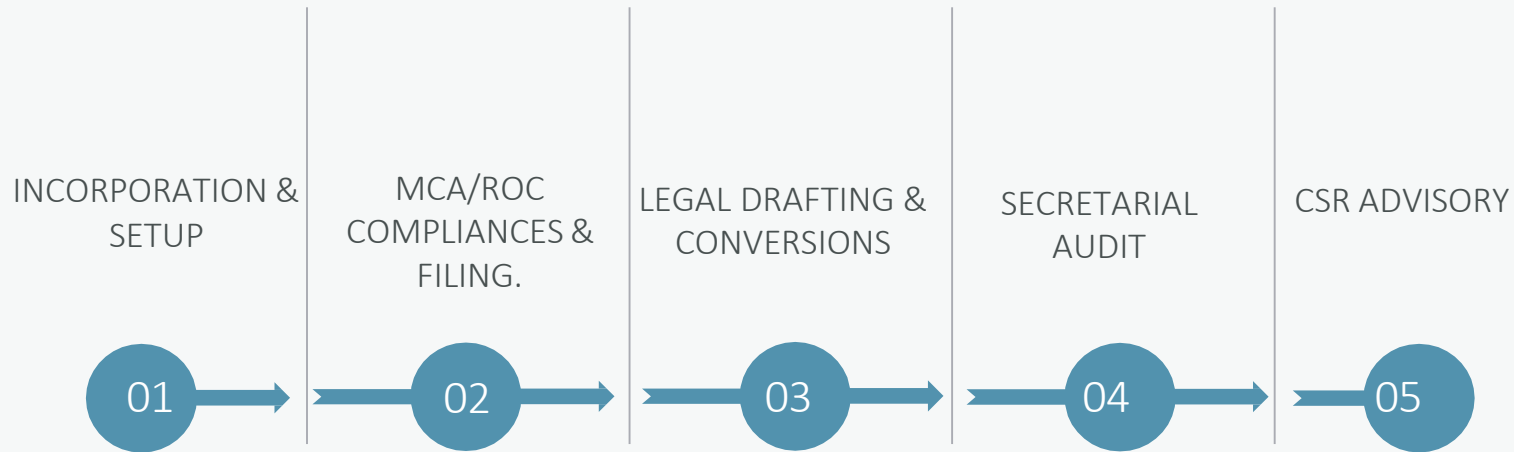 INCORPORATION &
SETUP
MCA/ROC
COMPLIANCES &
FILING.
LEGAL DRAFTING &
CONVERSIONS
SECRETARIAL
AUDIT
CSR ADVISORY
01
02
03
04
05